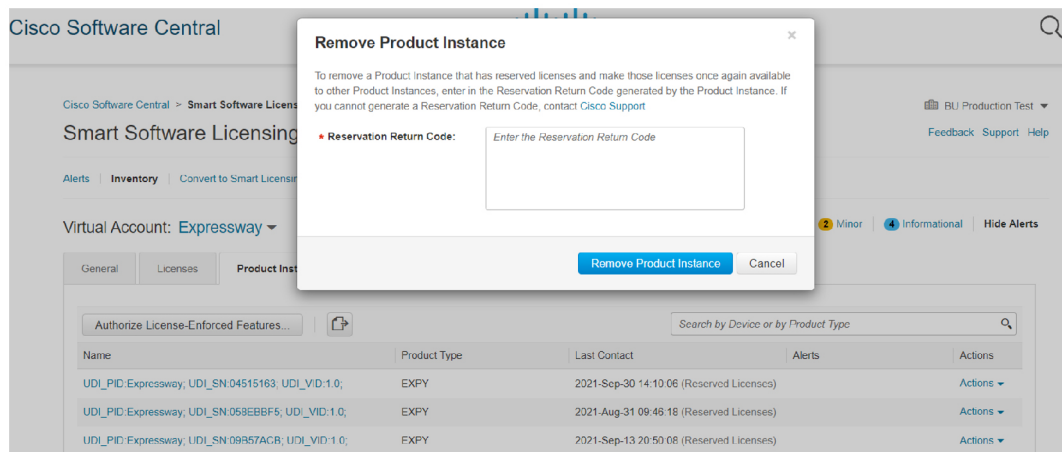 Cisco Software Central
Remove Product Instance
×
To remove a Product Instance that has reserved licenses and make those licenses once again available
to other Product Instances, enter in the Reservation Return Code generated by the Product Instance. If
you cannot generate a Reservation Return Code, contact Cisco Support
* Reservation Return Code:
Enter the Reservation Return Code
Remove Product Instance
Cancel
Cisco Software Central > Smart Software Licens
BU Production Test
Smart Software Licensing
Feedback Support Help
Alerts | Inventory | Convert to Smart Licensin
Virtual Account: Expressway
2 Minor | 4 Informational | Hide Alerts
General Licenses Product Inst
Authorize License-Enforced Features...
Search by Device or by Product Type
Name Product Type Last Contact Alerts Actions
UDI_PID:Expressway; UDI_SN:04515163; UDI_VID:1.0; EXPY 2021-Sep-30 14:10:06 (Reserved Licenses) Actions
UDI_PID:Expressway; UDI_SN:058EBBF5; UDI_VID:1.0; EXPY 2021-Aug-31 09:46:18 (Reserved Licenses) Actions
UDI_PID:Expressway; UDI_SN:09B57ACB; UDI_VID:1.0; EXPY 2021-Sep-13 20:50:08 (Reserved Licenses) Actions